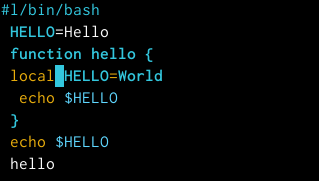 #!/bin/bash
HELLO=Hello
function hello {
local HELLO=World
echo $HELLO
}
echo $HELLO
hello